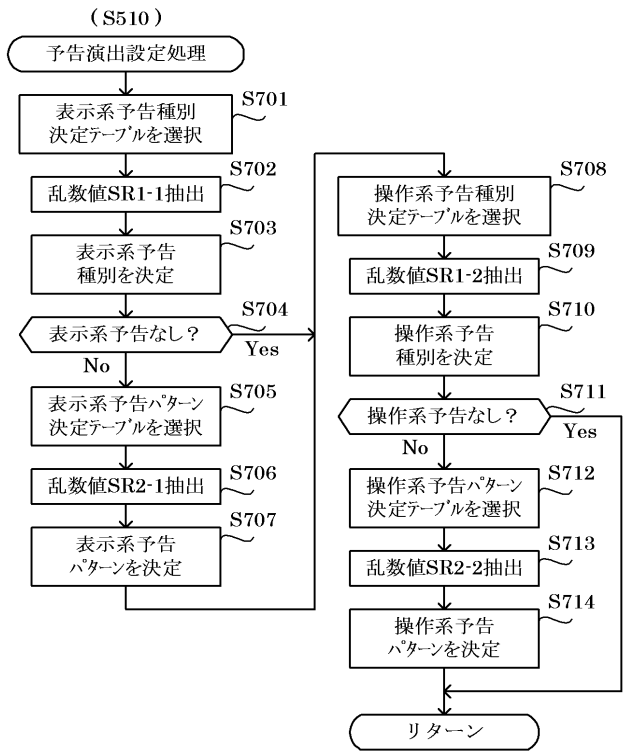 (S510)
予告演出設定処理
S701
表示系予告種別
決定テーブルを選択
S702
乱数値SR1-1抽出
S703
表示系予告
種別を決定
S704
表示系予告なし?
Yes
No
S705
表示系予告パターン
決定テーブルを選択
S706
乱数値SR2-1抽出
S707
表示系予告
パターンを決定
S708
操作系予告種別
決定テーブルを選択
S709
乱数値SR1-2抽出
S710
操作系予告
種別を決定
S711
操作系予告なし?
Yes
No
S712
操作系予告パターン
決定テーブルを選択
S713
乱数値SR2-2抽出
S714
操作系予告
パターンを決定
リターン